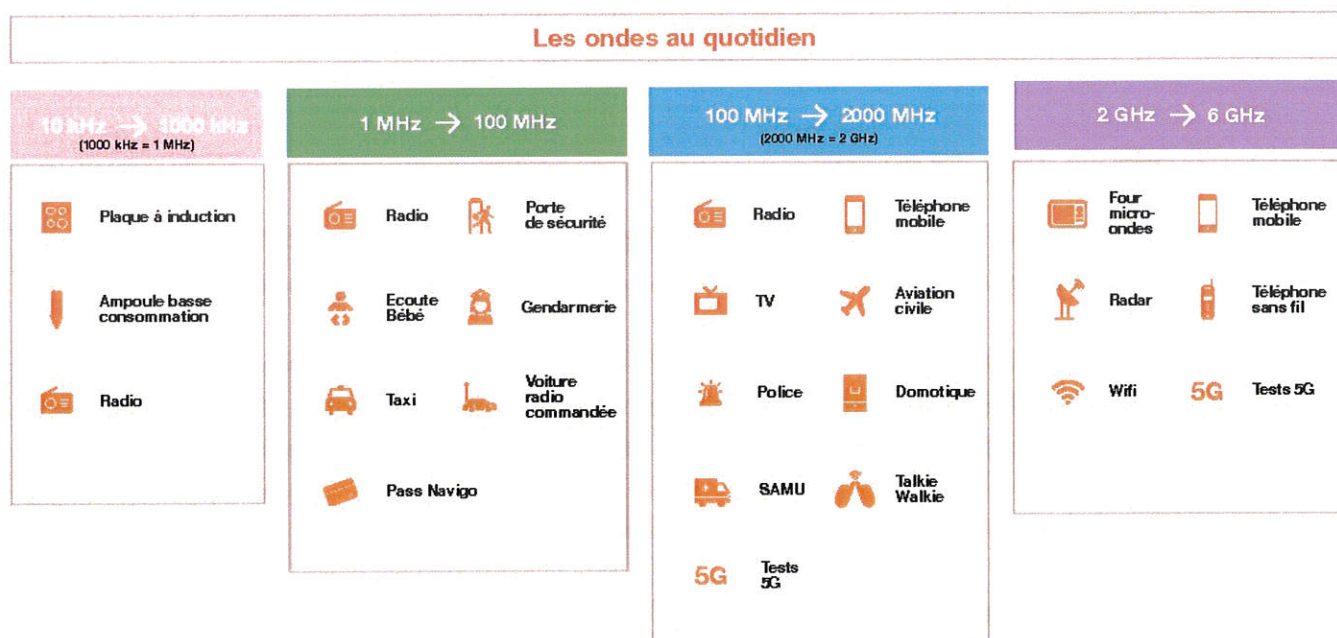 Les ondes au quotidien
10 kHz → 1000 kHz
(1000 kHz = 1 MHz)
Plaque à induction
Ampoule basse
consommation
Radio
1 MHz → 100 MHz
Radio
Porte
de sécurité
Ecoute
Bébé
Gendarmerie
Taxi
Voiture
radio
commandée
Pass Navigo
100 MHz → 2000 MHz
(2000 MHz = 2 GHz)
Radio
Téléphone
mobile
TV
Aviation
civile
Police
Domotique
SAMU
Talkie
Walkie
5G
Tests
5G
2 GHz → 6 GHz
Four
micro-
ondes
Téléphone
mobile
Radar
Téléphone
sans fil
Wifi
5G
Tests 5G